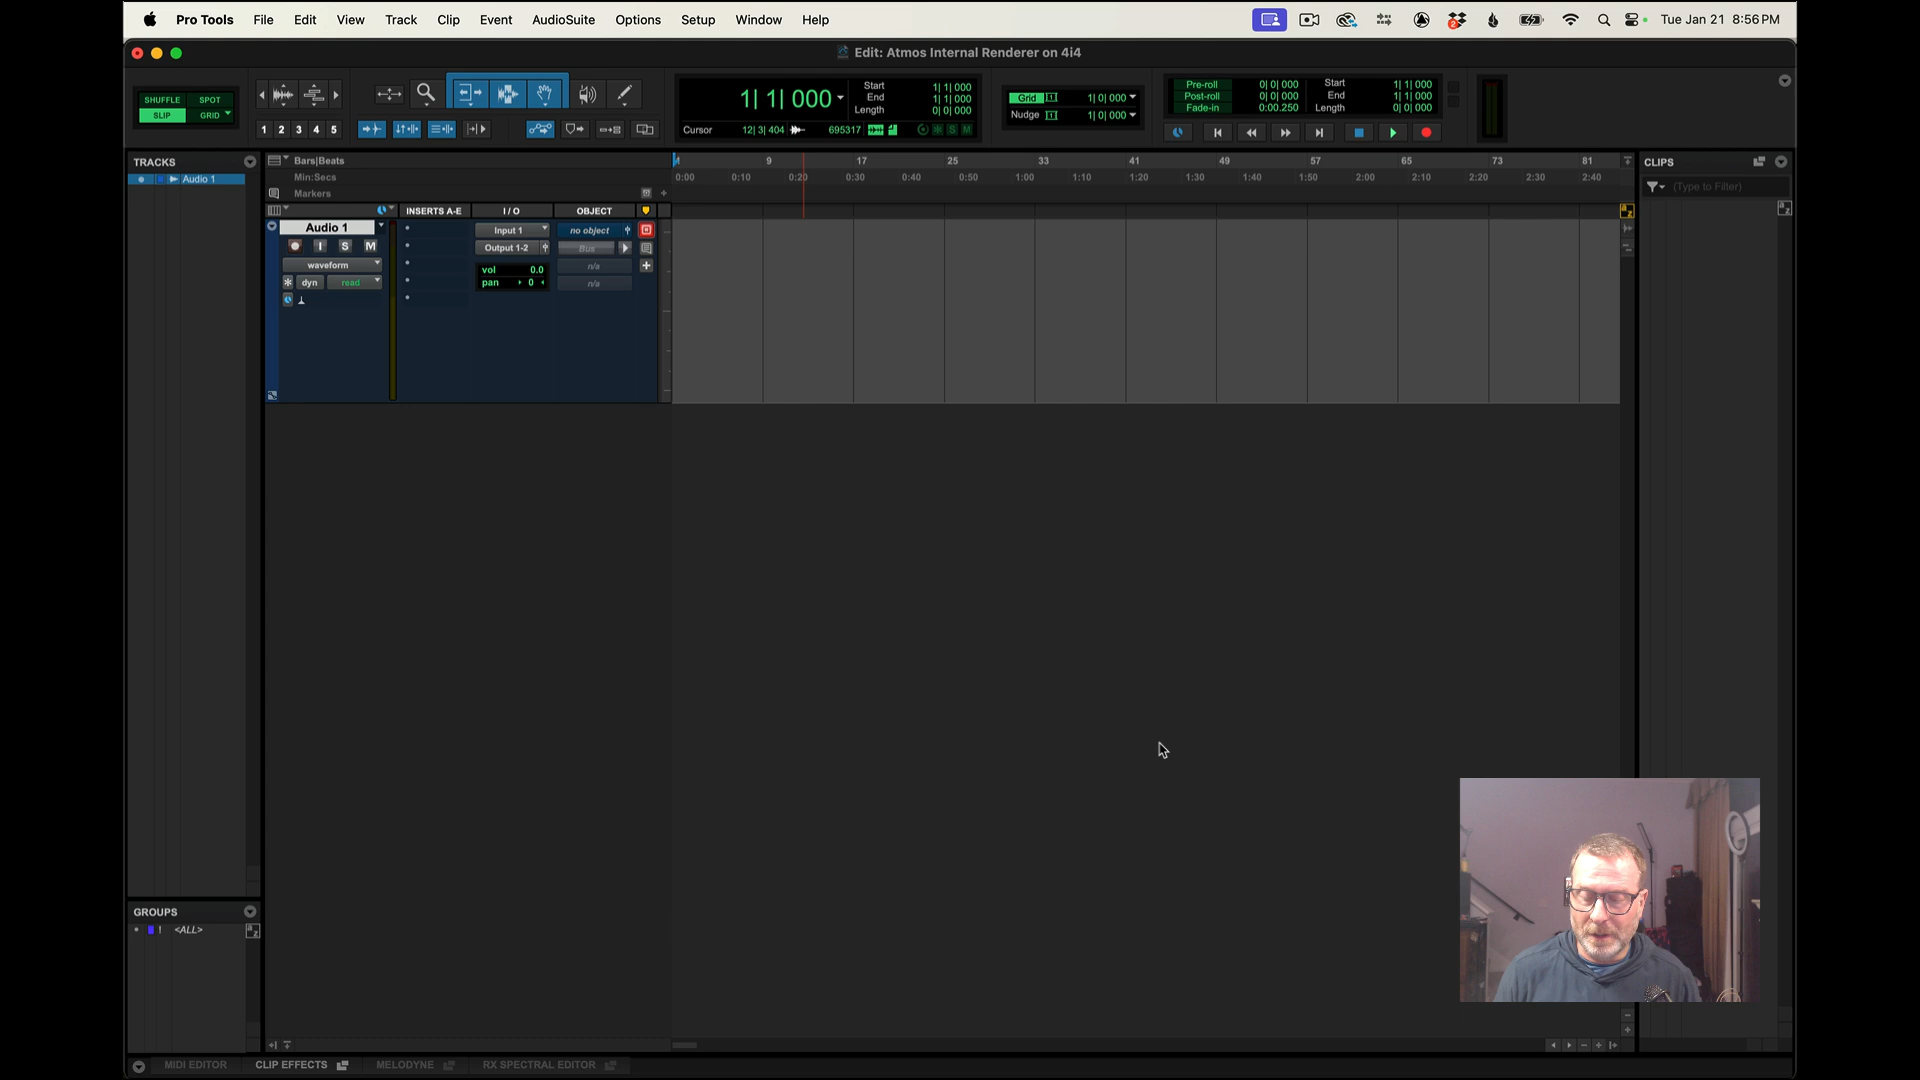 Pro Tools File Edit View Track Clip Event AudioSuite Options Setup Window Help
2
Tue Jan 21 8:56 PM
Edit: Atmos Internal Renderer on 4i4
SHUFFLE SPOT
SLIP GRID
1 2 3 4 5
1| 1| 000
Start 1| 1| 000
End 1| 1| 000
Length 0| 0| 000
Cursor 12| 3| 404 695317
S M
Grid 1| 0| 000
Nudge 1| 0| 000
Pre-roll 0| 0| 000
Post-roll 0| 0| 000
Fade-in 0:00.250
Start 1| 1| 000
End 1| 1| 000
Length 0| 0| 000
TRACKS
Audio 1
Bars|Beats
9 17 25 33 41 49 57 65 73 81
Min:Secs
0:00 0:10 0:20 0:30 0:40 0:50 1:00 1:10 1:20 1:30 1:40 1:50 2:00 2:10 2:20 2:30 2:40
Markers
INSERTS A-E I / O OBJECT
Audio 1
I S M
waveform
dyn read
Input 1
Output 1-2
vol 0.0
pan 0
no object
Bus
n/a
n/a
a z
CLIPS
(Type to Filter)
a z
GROUPS
! <ALL>
a z
MIDI EDITOR CLIP EFFECTS MELODYNE RX SPECTRAL EDITOR